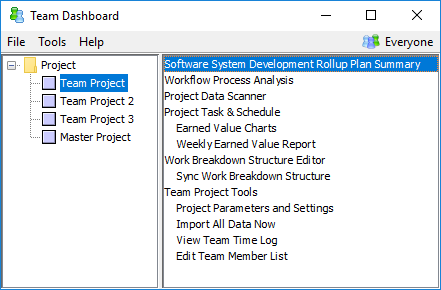 Team Dashboard
File Tools Help Everyone
Project
Team Project
Team Project 2
Team Project 3
Master Project
Software System Development Rollup Plan Summary
Workflow Process Analysis
Project Data Scanner
Project Task & Schedule
Earned Value Charts
Weekly Earned Value Report
Work Breakdown Structure Editor
Sync Work Breakdown Structure
Team Project Tools
Project Parameters and Settings
Import All Data Now
View Team Time Log
Edit Team Member List